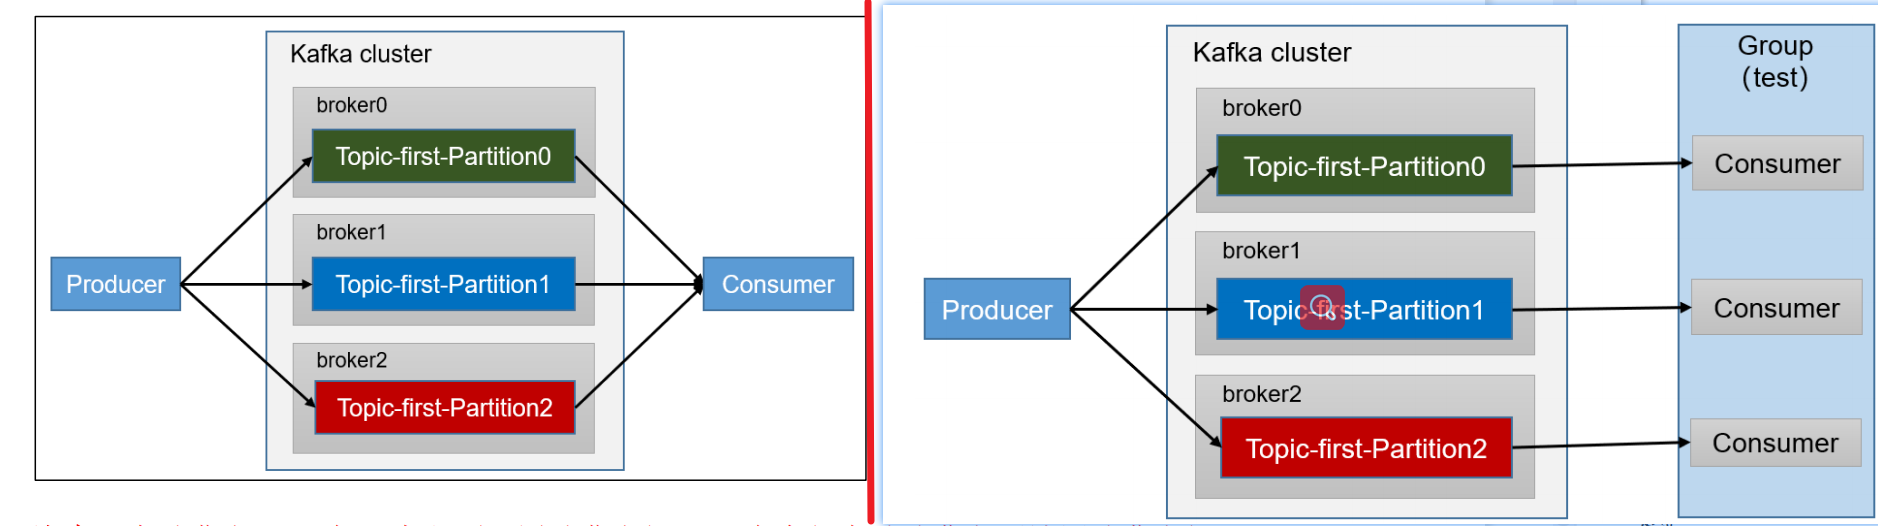 Kafka cluster
broker0
Topic-first-Partition0
broker1
Producer
Topic-first-Partition1
Consumer
broker2
Topic-first-Partition2
Kafka cluster
Group
(test)
broker0
Topic-first-Partition0
Consumer
broker1
Producer
Topic-first-Partition1
Consumer
broker2
Topic-first-Partition2
Consumer